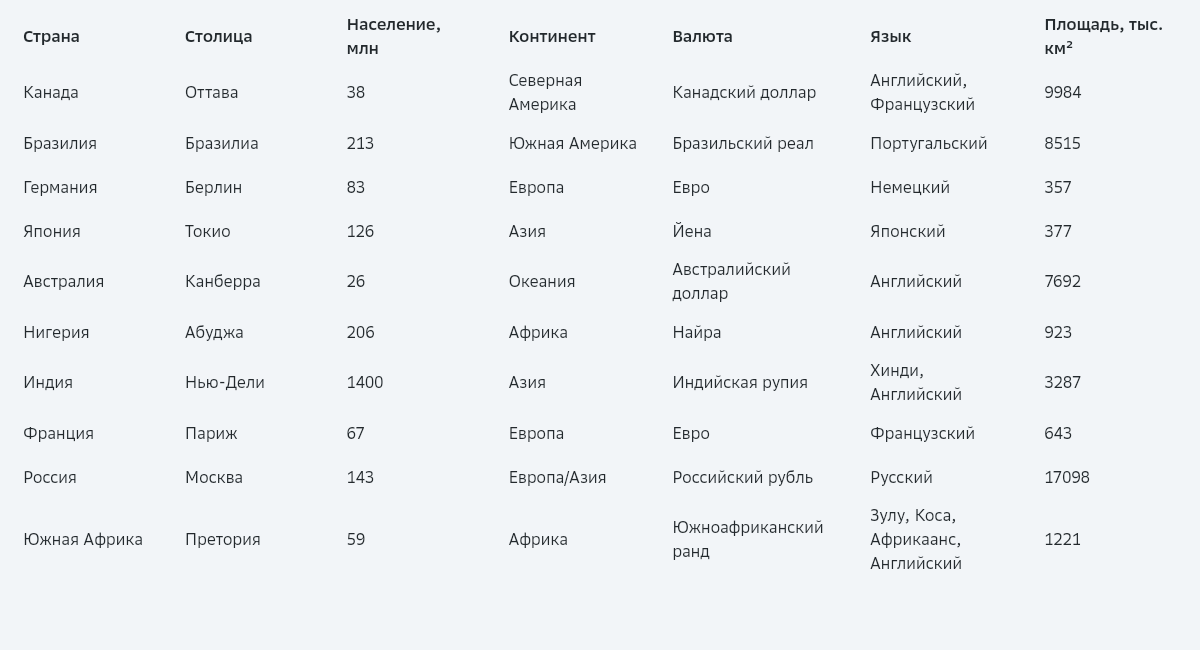 Страна Столица Население, млн Континент Валюта Язык Площадь, тыс. км²
Канада Оттава 38 Северная Америка Канадский доллар Английский, Французский 9984
Бразилия Бразилиа 213 Южная Америка Бразильский реал Португальский 8515
Германия Берлин 83 Европа Евро Немецкий 357
Япония Токио 126 Азия Йена Японский 377
Австралия Канберра 26 Океания Австралийский доллар Английский 7692
Нигерия Абуджа 206 Африка Найра Английский 923
Индия Нью-Дели 1400 Азия Индийская рупия Хинди, Английский 3287
Франция Париж 67 Европа Евро Французский 643
Россия Москва 143 Европа/Азия Российский рубль Русский 17098
Южная Африка Претория 59 Африка Южноафриканский ранд Зулу, Коса, Африкаанс, Английский 1221